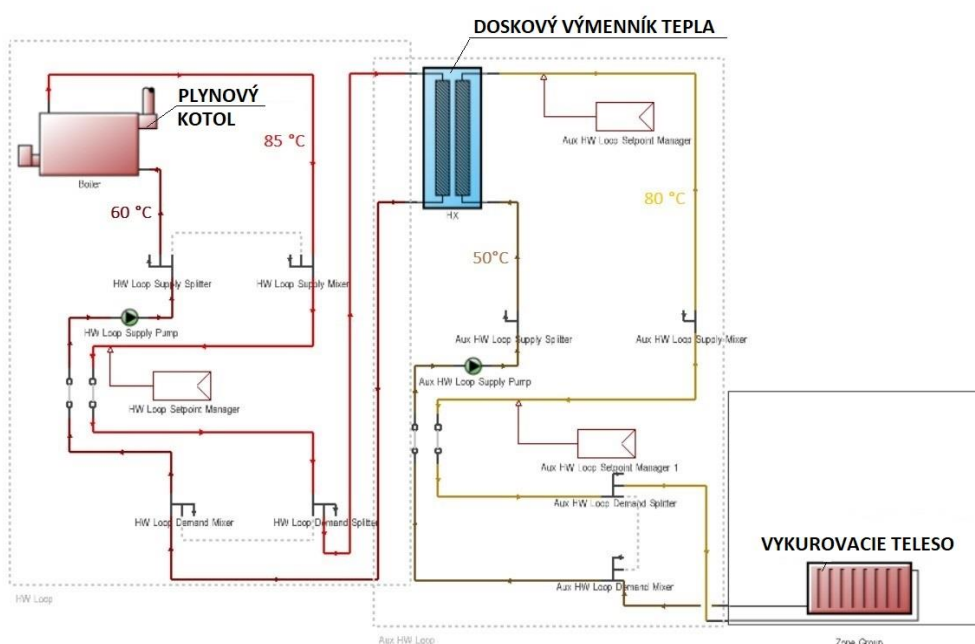 DOSKOVÝ VÝMENNÍK TEPLA
PLYNOVÝ
KOTOL
85 °C
Aux HW Loop Setpoint Manager
Boiler
60 °C
80 °C
HX
50°C
HW Loop Supply Splitter
HW Loop Supply Mixer
HW Loop Supply Pump
Aux HW Loop Supply Splitter
Aux HW Loop Supply Mixer
Aux HW Loop Supply Pump
HW Loop Setpoint Manager
Aux HW Loop Setpoint Manager 1
Aux HW Loop Demand Splitter
HW Loop Demand Mixer
HW Loop Demand Splitter
VYKUROVACIE TELESO
Aux HW Loop Demand Mixer
HW Loop
Aux HW Loop
Zone Group